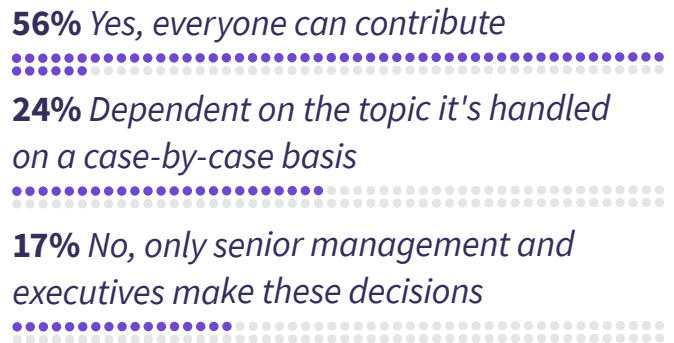 56% Yes, everyone can contribute
24% Dependent on the topic it's handled
on a case-by-case basis
17% No, only senior management and
executives make these decisions